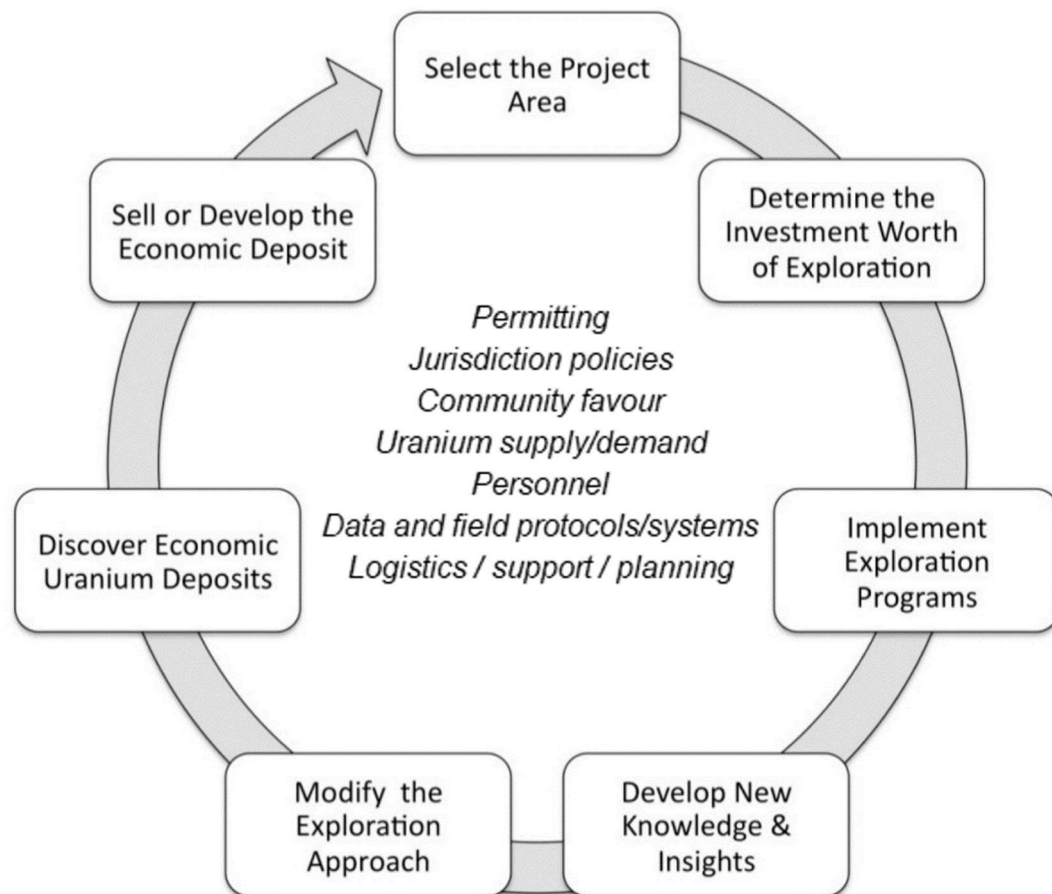 Select the Project
Area
Determine the
Investment Worth
of Exploration
Implement
Exploration
Programs
Develop New
Knowledge &
Insights
Modify the
Exploration
Approach
Discover Economic
Uranium Deposits
Sell or Develop the
Economic Deposit
Permitting
Jurisdiction policies
Community favour
Uranium supply/demand
Personnel
Data and field protocols/systems
Logistics / support / planning